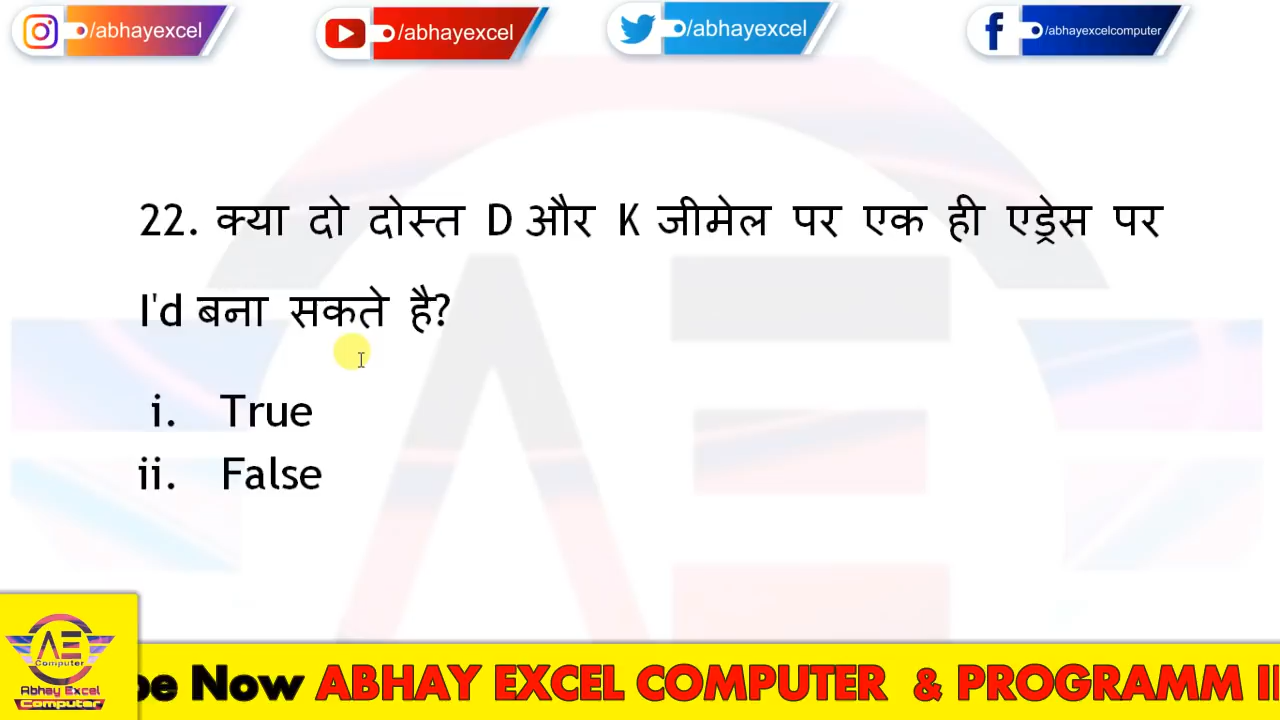 /abhayexcel
/abhayexcel
/abhayexcel
/abhayexcelcomputer
22. क्या दो दोस्त D और K जीमेल पर एक ही एड्रेस पर
I'd बना सकते है?
i. True
ii. False
AE
Computer
Abhay Excel
Computer
be Now ABHAY EXCEL COMPUTER & PROGRAMM